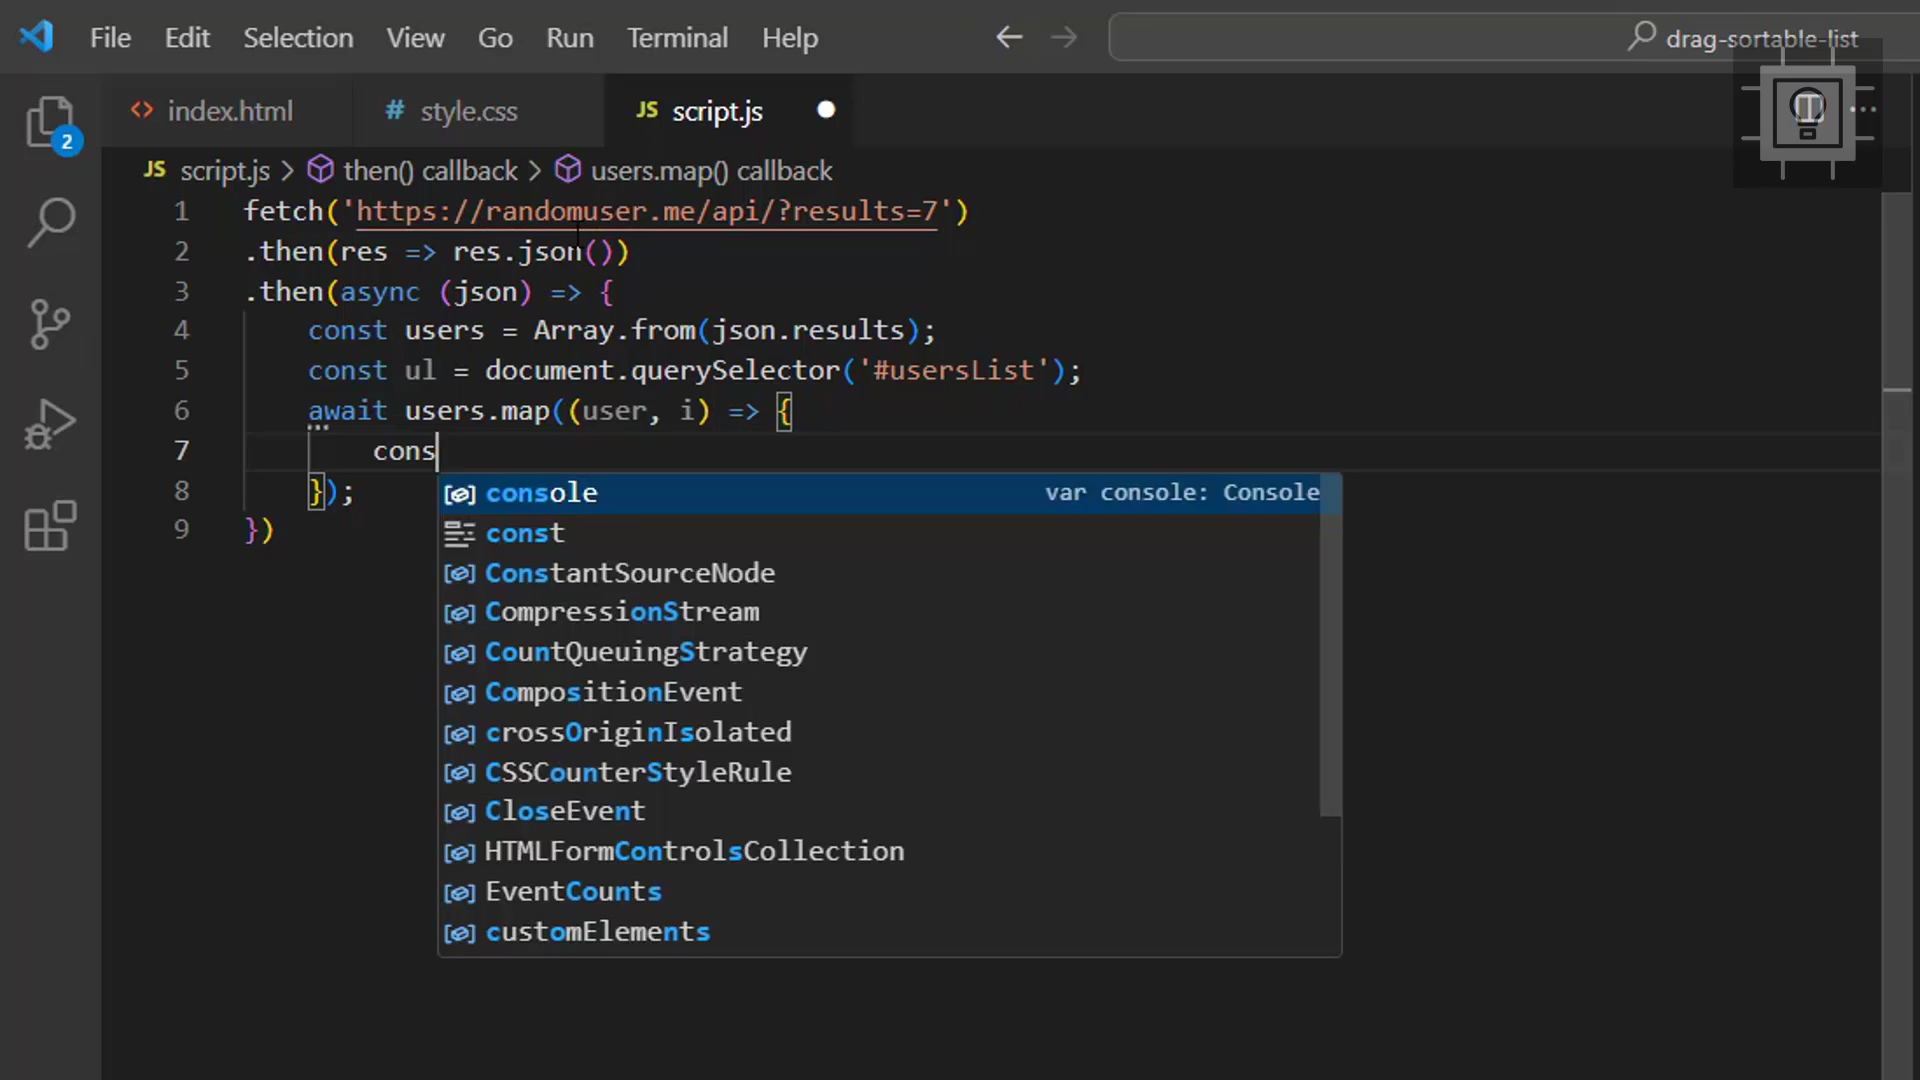 File Edit Selection View Go Run Terminal Help drag-sortable-list
index.html # style.css JS script.js
2
JS script.js > then() callback > users.map() callback
1 fetch('https://randomuser.me/api/?results=7')
2 .then(res => res.json())
3 .then(async (json) => {
4 const users = Array.from(json.results);
5 const ul = document.querySelector('#usersList');
6 await users.map((user, i) => {
7 cons
8 });
9 })
console var console: Console
const
ConstantSourceNode
CompressionStream
CountQueuingStrategy
CompositionEvent
crossOriginIsolated
CSSCounterStyleRule
CloseEvent
HTMLFormControlsCollection
EventCounts
customElements